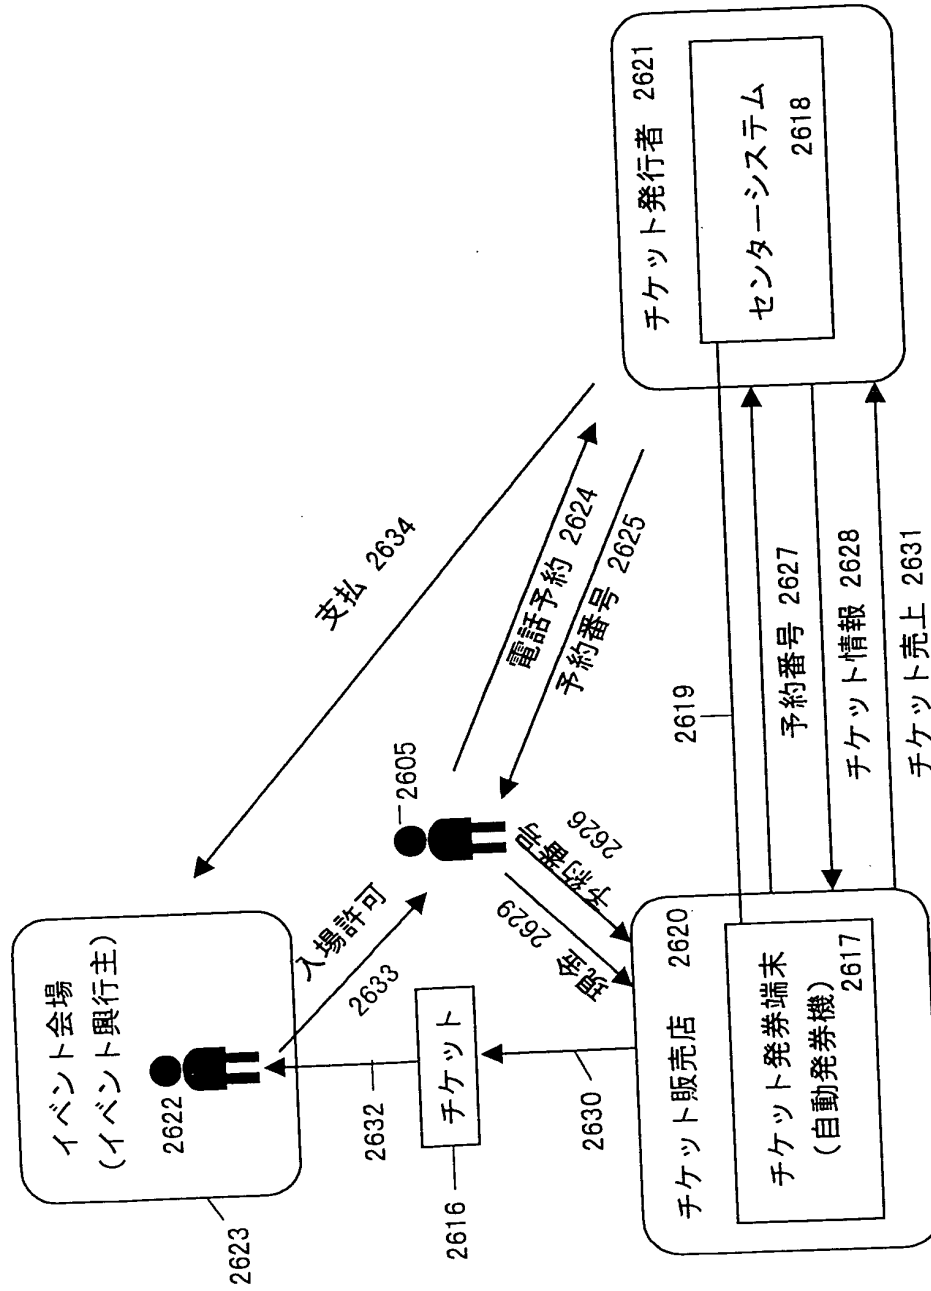 イベント会場
(イベント興行主)
2622
2623
入場許可
2633
2632
チケット
2616
2630
2605
支払 2634
電話予約 2624
予約番号 2625
予約番号
2626
現金 2629
チケット販売店 2620
チケット発券端末
(自動発券機)
2617
2619
予約番号 2627
チケット情報 2628
チケット売上 2631
チケット発行者 2621
センターシステム
2618